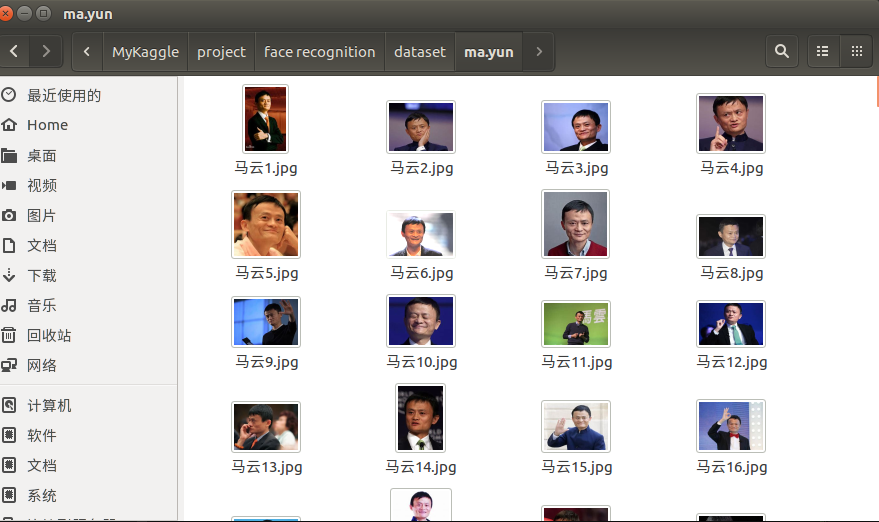 ma.yun
MyKaggle project face recognition dataset ma.yun
最近使用的
Home
桌面
视频
图片
文档
下载
音乐
回收站
网络
计算机
软件
文档
系统
马云1.jpg 马云2.jpg 马云3.jpg 马云4.jpg
马云5.jpg 马云6.jpg 马云7.jpg 马云8.jpg
馬雲
马云9.jpg 马云10.jpg 马云11.jpg 马云12.jpg
马云13.jpg 马云14.jpg 马云15.jpg 马云16.jpg